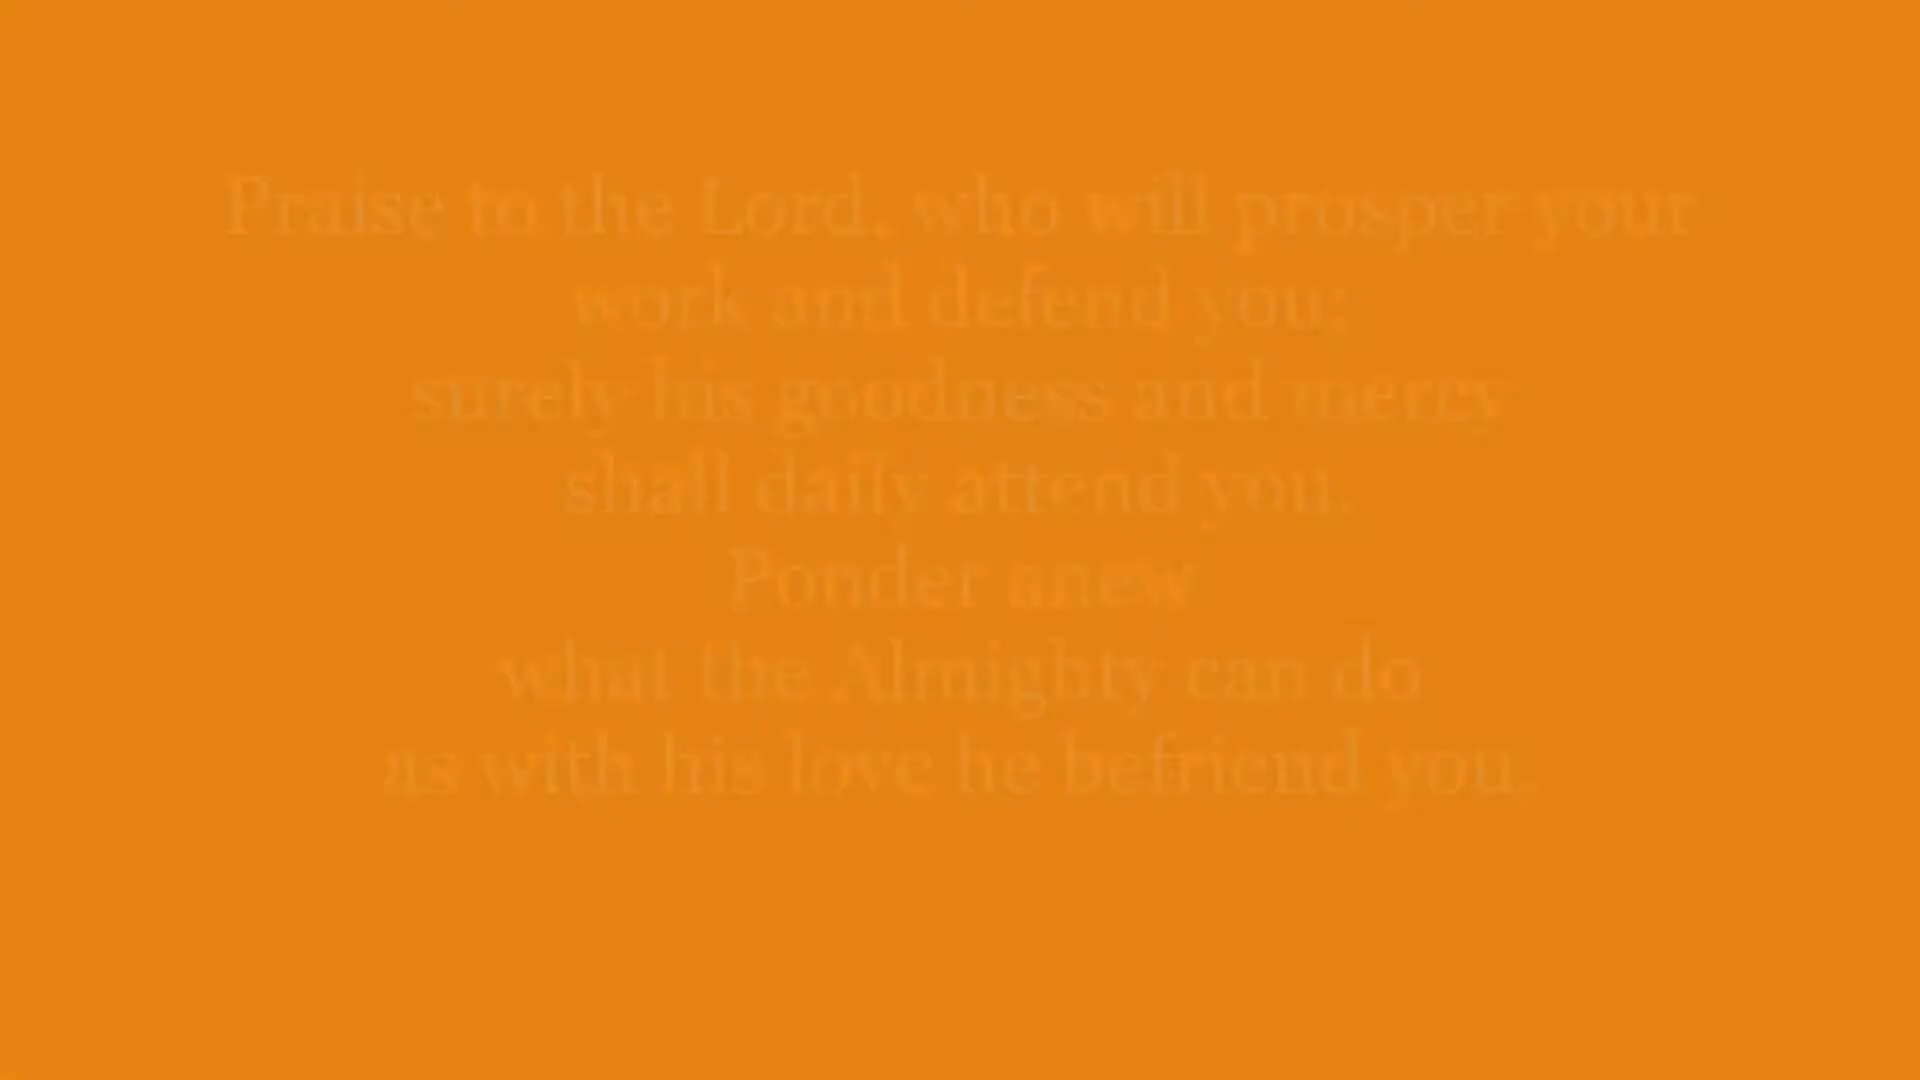 Praise to the Lord, who will prosper your
work and defend you;
surely his goodness and mercy
shall daily attend you.
Ponder anew
what the Almighty can do
as with his love he befriend you.